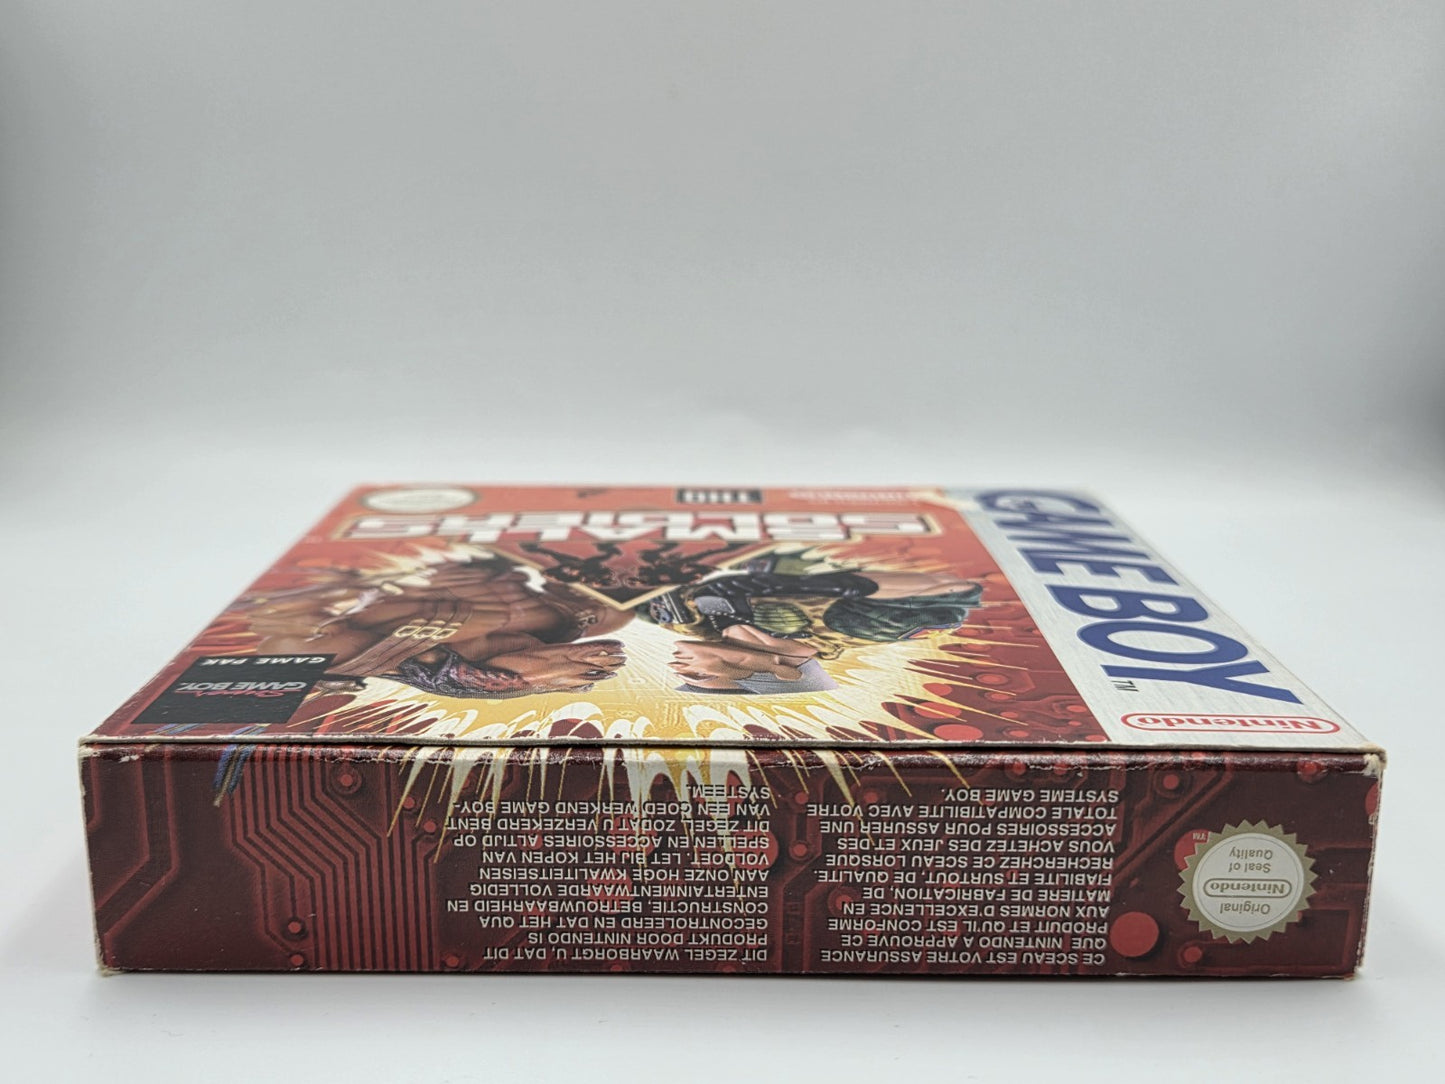 GAME BOY
TM
Nintendo
SMALL
SOLDIERS
THQ
GAME BOY
GAME PAK
CE SCEAU EST VOTRE ASSURANCE
QUE NINTENDO A APPROUVE CE
PRODUIT ET QU'IL EST CONFORME
AUX NORMES D'EXCELLENCE EN
MATIERE DE FABRICATION, DE
FIABILITE ET SURTOUT, DE QUALITE.
RECHERCHEZ CE SCEAU LORSQUE
VOUS ACHETEZ DES JEUX ET DES
ACCESSOIRES POUR ASSURER UNE
TOTALE COMPATIBILITE AVEC VOTRE
SYSTEME GAME BOY.
DIT ZEGEL WAARBORGT U, DAT DIT
PRODUKT DOOR NINTENDO IS
GECONTROLEERD EN DAT HET QUA
CONSTRUCTIE, BETROUWBAARHEID EN
ENTERTAINMENTWAARDE VOLLEDIG
AAN ONZE HOGE KWALITEITSEISEN
VOLDOET. LET BIJ HET KOPEN VAN
SPELLEN EN ACCESSOIRES ALTIJD OP
DIT ZEGEL ZODAT U VERZEKERD BENT
VAN EEN GOED WERKEND GAME BOY-
SYSTEEM.
Original
Nintendo
Seal of
Quality
TM